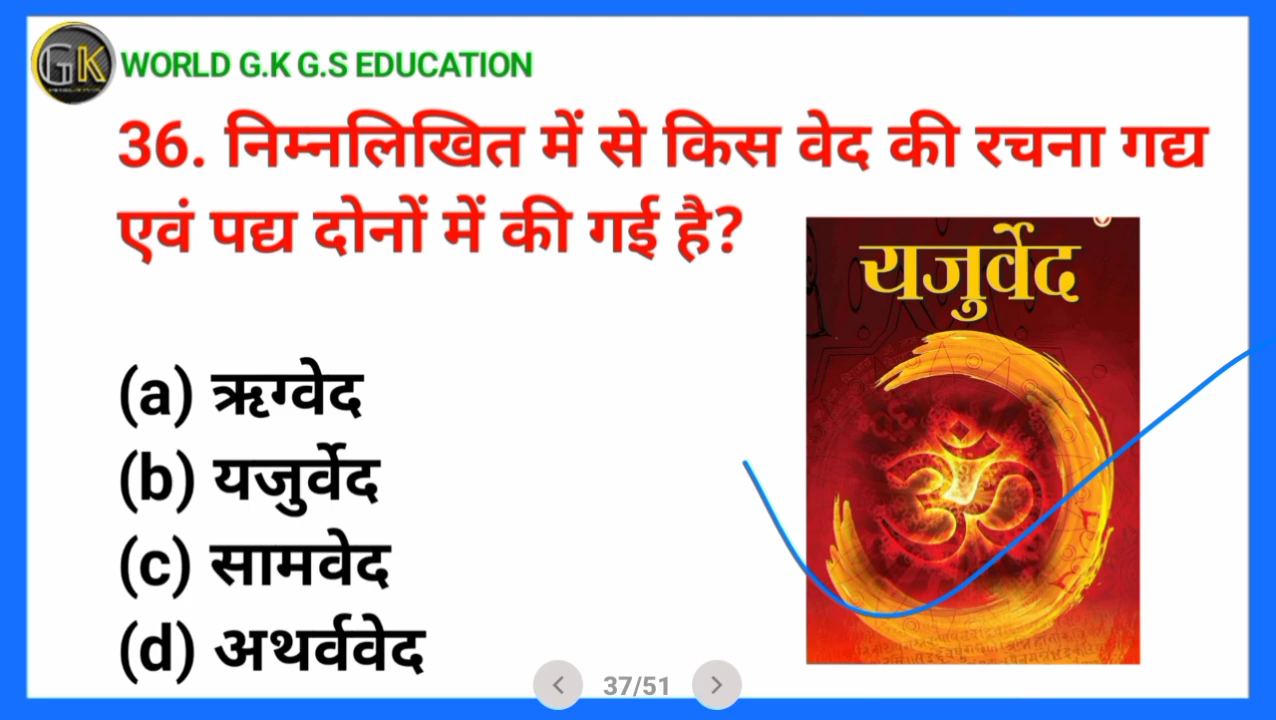 GK
WORLD G.K G.S EDUCATION
36. निम्नलिखित में से किस वेद की रचना गद्य
एवं पद्य दोनों में की गई है?
यजुर्वेद
ॐ
(a) ऋग्वेद
(b) यजुर्वेद
(c) सामवेद
(d) अथर्ववेद
37/51